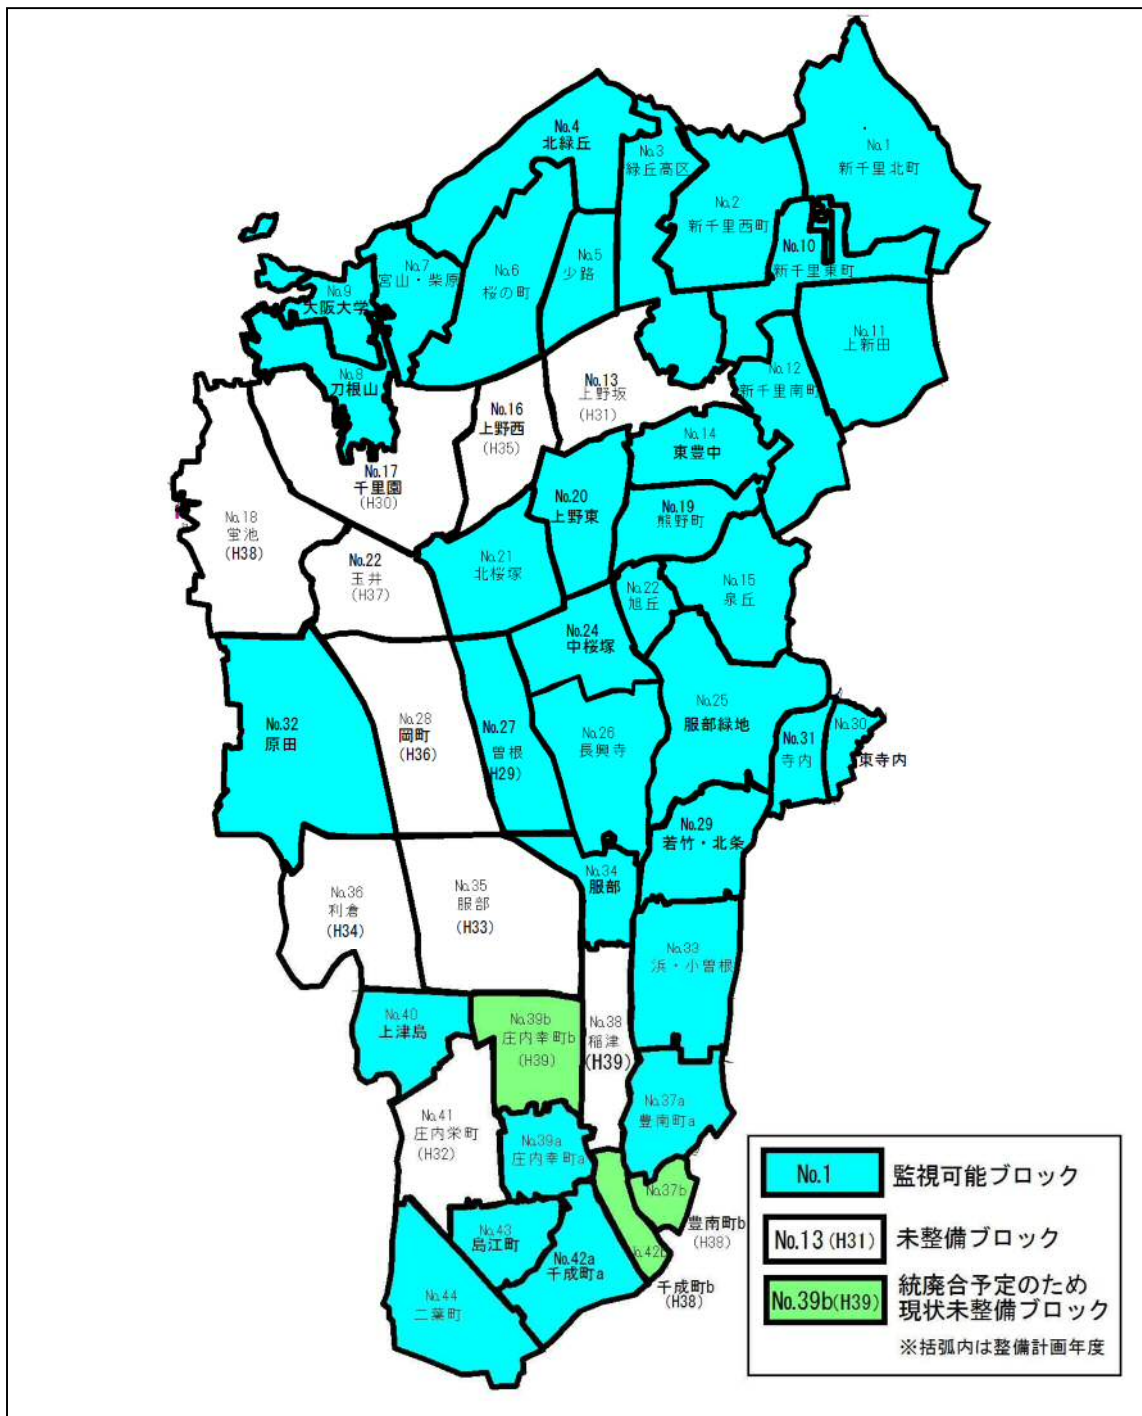 No.1
新千里北町
No.4
北緑丘
No.3
緑丘高区
No.2
新千里西町
No.10
新千里東町
No.5
少路
No.6
桜の町
No.7
宮山・柴原
No.9
大阪大学
No.8
刀根山
No.11
上新田
No.12
新千里南町
No.13
上野坂
(H31)
No.16
上野西
(H35)
No.14
東豊中
No.17
千里園
(H30)
No.20
上野東
No.19
熊野町
No.18
蛍池
(H38)
No.22
玉井
(H37)
No.21
北桜塚
No.22
旭丘
No.15
泉丘
No.24
中桜塚
No.25
服部緑地
No.32
原田
No.28
岡町
(H36)
No.27
曽根
(H29)
No.26
長興寺
No.31
寺内
No.30
東寺内
No.29
若竹・北条
No.34
服部
No.36
利倉
(H34)
No.35
服部
(H33)
No.33
浜・小曽根
No.40
上津島
No.39b
庄内幸町b
(H39)
No.38
稲津
(H39)
No.37a
豊南町a
No.41
庄内栄町
(H32)
No.39a
庄内幸町a
No.37b
豊南町b
(H38)
No.43
島江町
No.42a
千成町a
No.42b
千成町b
(H38)
No.44
二葉町
No.1 監視可能ブロック
No.13(H31) 未整備ブロック
No.39b(H39) 統廃合予定のため
現状未整備ブロック
※括弧内は整備計画年度